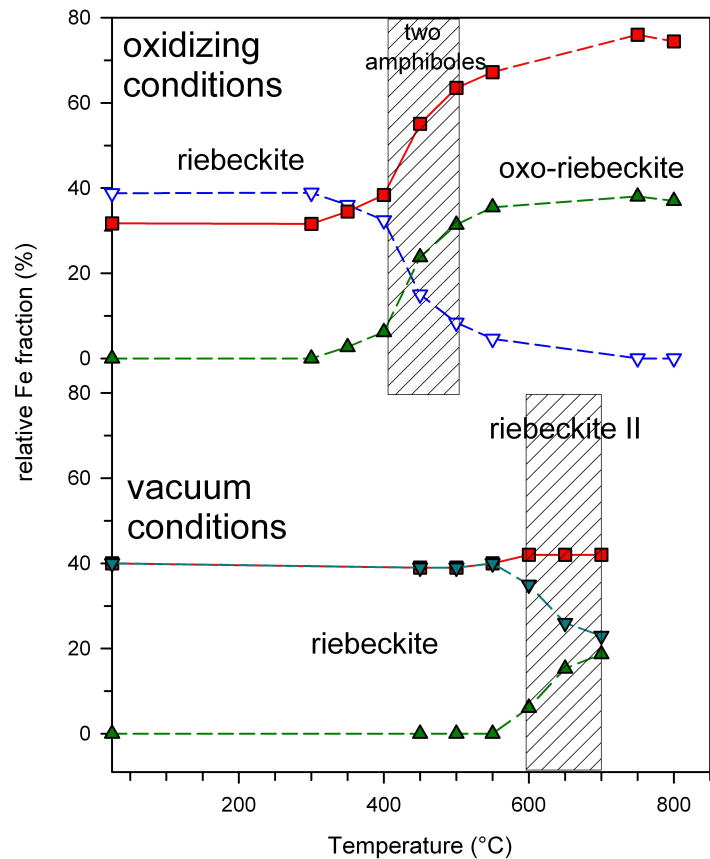 80
60
40
20
0
80
60
40
20
0
relative Fe fraction (%)
oxidizing
conditions
two
amphiboles
riebeckite
oxo-riebeckite
riebeckite II
vacuum
conditions
riebeckite
200
400
600
800
Temperature (°C)